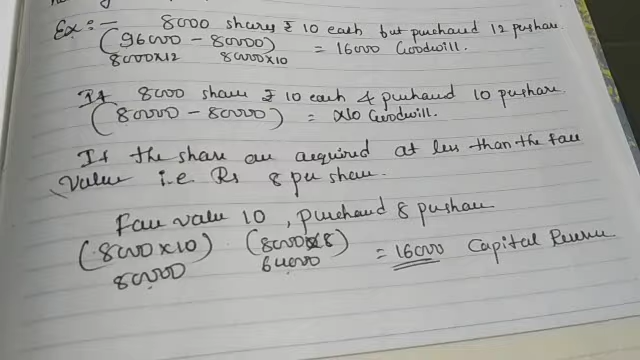 Ex :- 8000 shares ₹ 10 each but purchased 12 per share.
(96000 - 80000) = 16000 Goodwill.
8000x12 8000x10
If 8000 share ₹ 10 each & purchased 10 per share
(80000 - 80000) = No Goodwill.
If the share are acquired at less than the face
Value i.e. Rs 8 per share.
Face value 10, purchased 8 per share
(8000x10) - (8000x8) = 16000 Capital Reserve
80000 64000